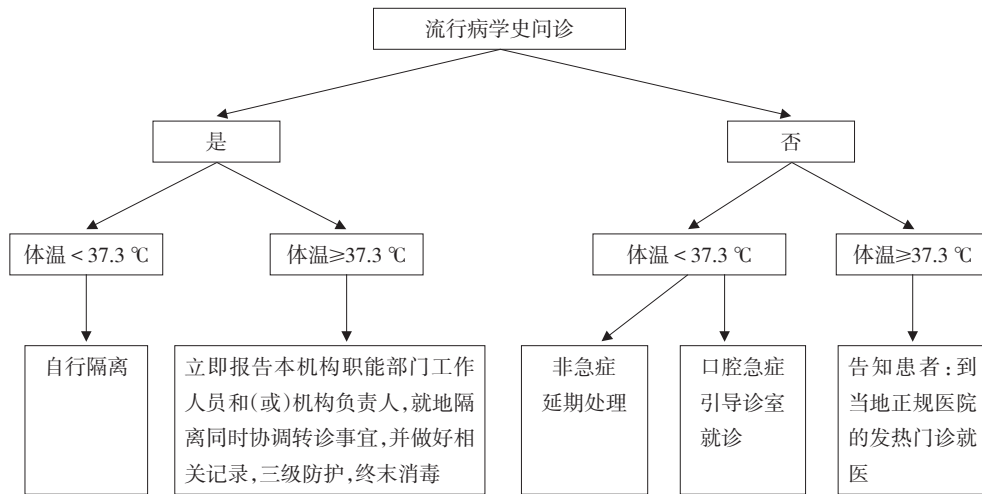 流行病学史问诊
是
否
体温<37.3 ℃
体温≥37.3 ℃
体温<37.3 ℃
体温≥37.3 ℃
自行隔离
立即报告本机构职能部门工作
人员和(或)机构负责人,就地隔
离同时协调转诊事宜,并做好相
关记录,三级防护,终末消毒
非急症
延期处理
口腔急症
引导诊室
就诊
告知患者:到
当地正规医院
的发热门诊就
医